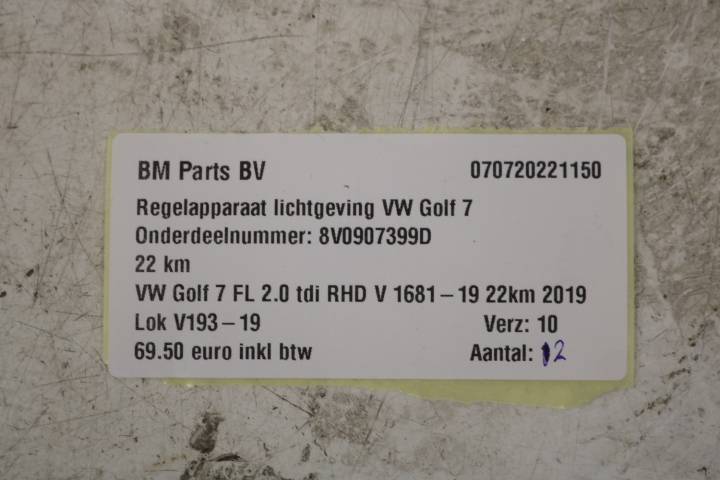 BM Parts BV 070720221150
Regelapparaat lichtgeving VW Golf 7
Onderdeelnummer: 8V0907399D
22 km
VW Golf 7 FL 2.0 tdi RHD V 1681-19 22km 2019
Lok V193-19 Verz: 10
69.50 euro inkl btw Aantal: 2